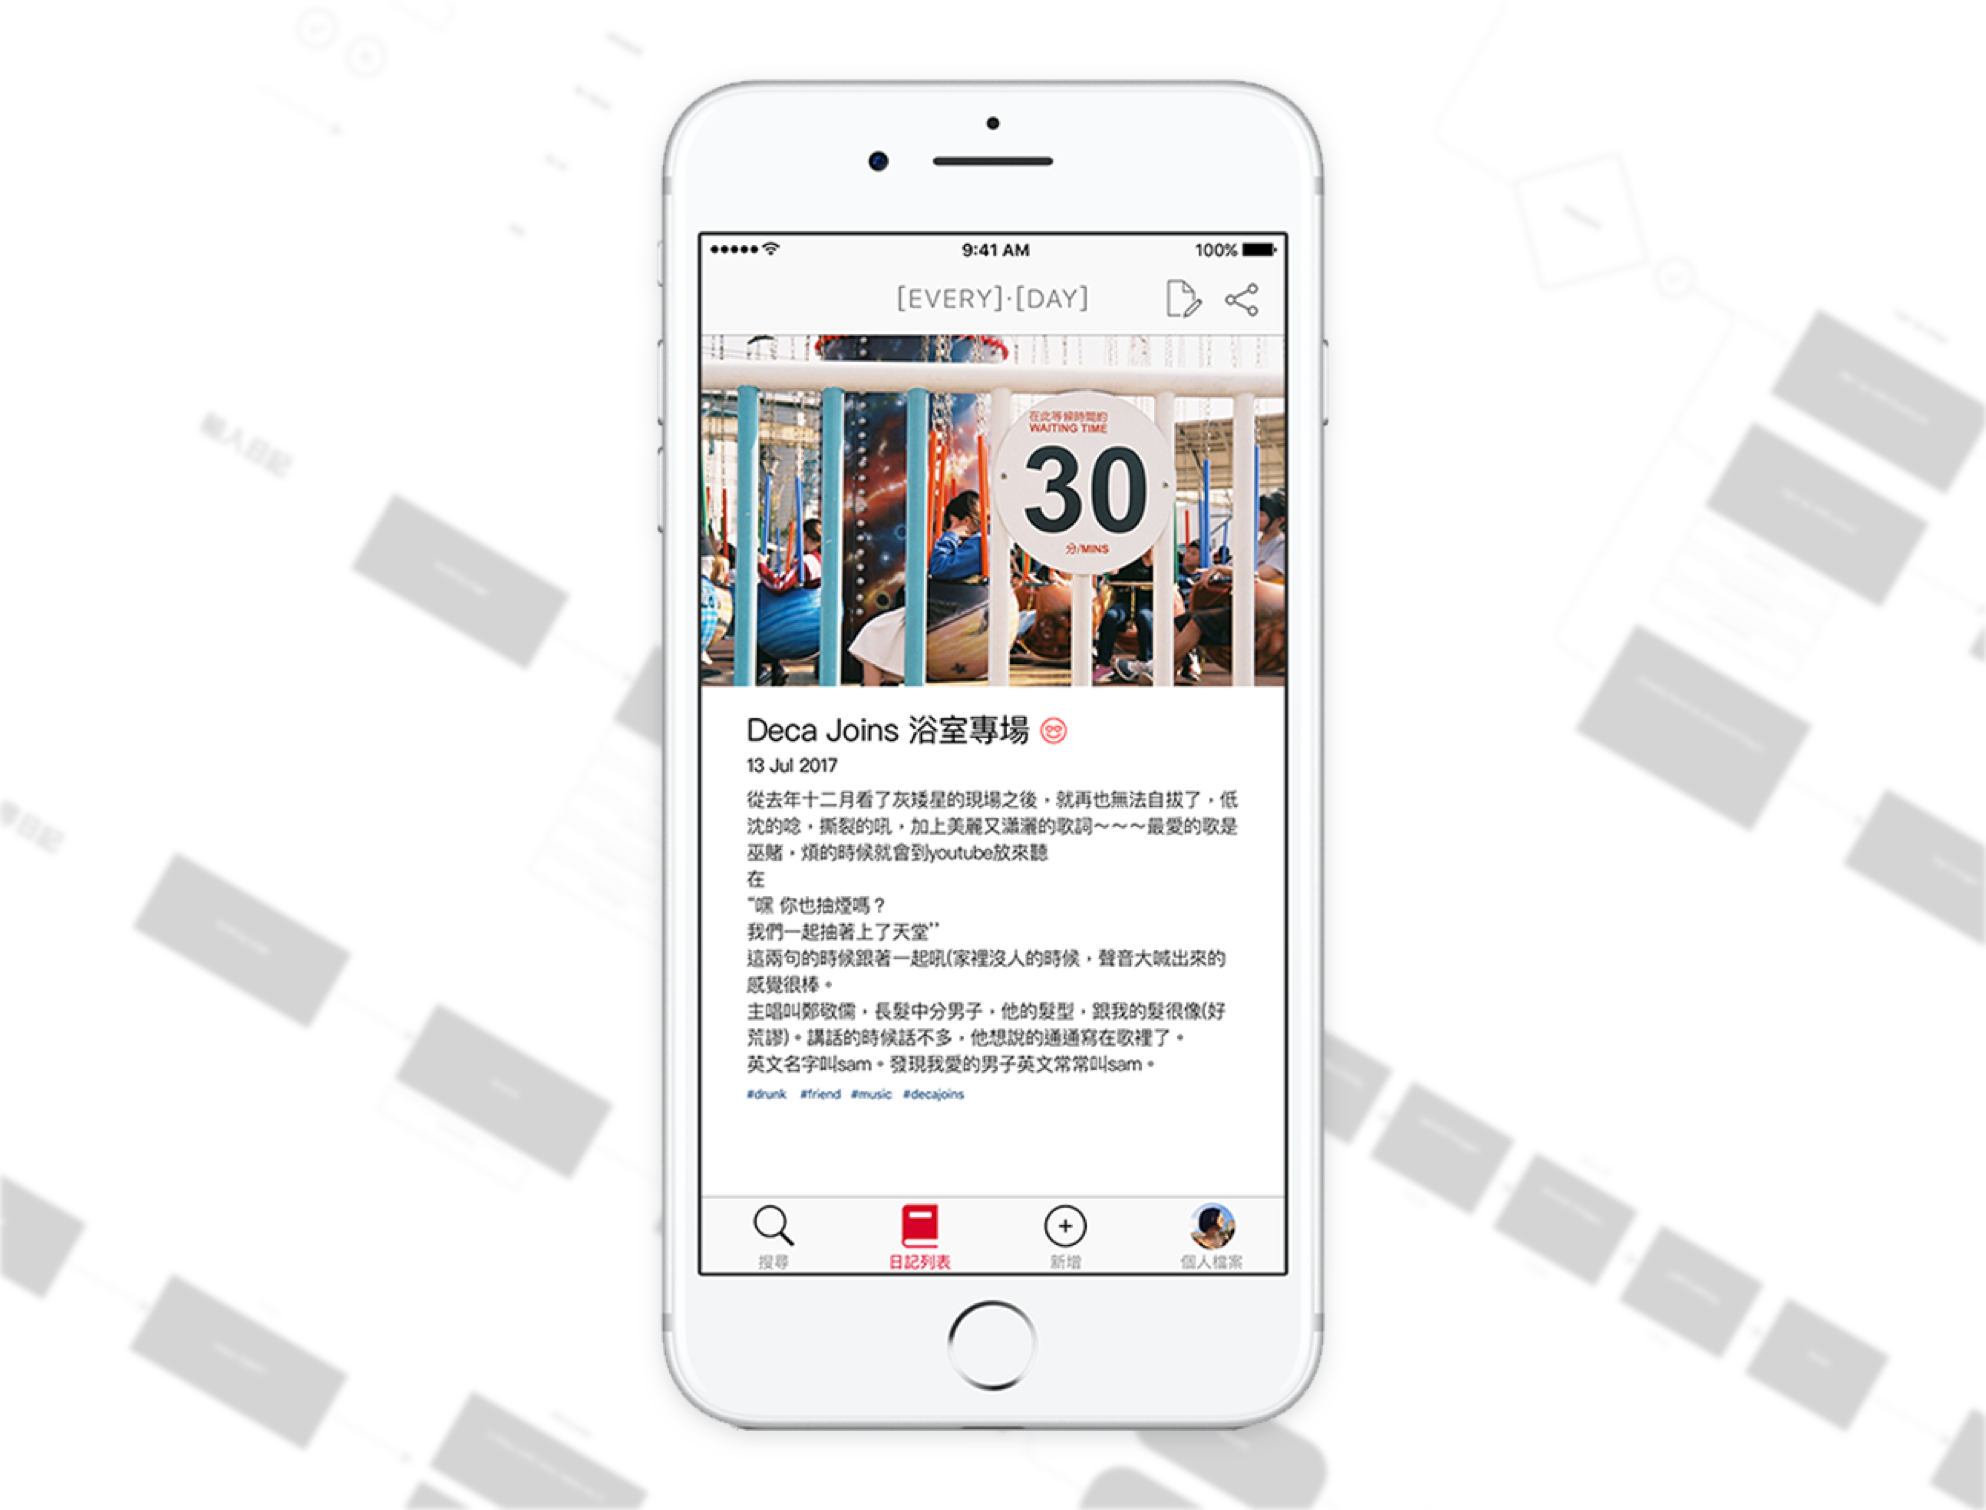 輸入日記
9:41 AM
100%
[EVERY]·[DAY]
在此等候時間約
WAITING TIME
30
分/MINS
Deca Joins 浴室專場
13 Jul 2017
從去年十二月看了灰矮星的現場之後，就再也無法自拔了，低
沈的唸，撕裂的吼，加上美麗又瀟灑的歌詞～～～最愛的歌是
巫賭，煩的時候就會到youtube放來聽
在
“嘿 你也抽煙嗎？
我們一起抽著上了天堂’’
這兩句的時候跟著一起吼(家裡沒人的時候，聲音大喊出來的
感覺很棒。
主唱叫鄭敬儒，長髮中分男子，他的髮型，跟我的髮很像(好
荒謬)。講話的時候話不多，他想說的通通寫在歌裡了。
英文名字叫sam。發現我愛的男子英文常常叫sam。
#drunk #friend #music #decajoins
搜尋 日記列表 新增 個人檔案